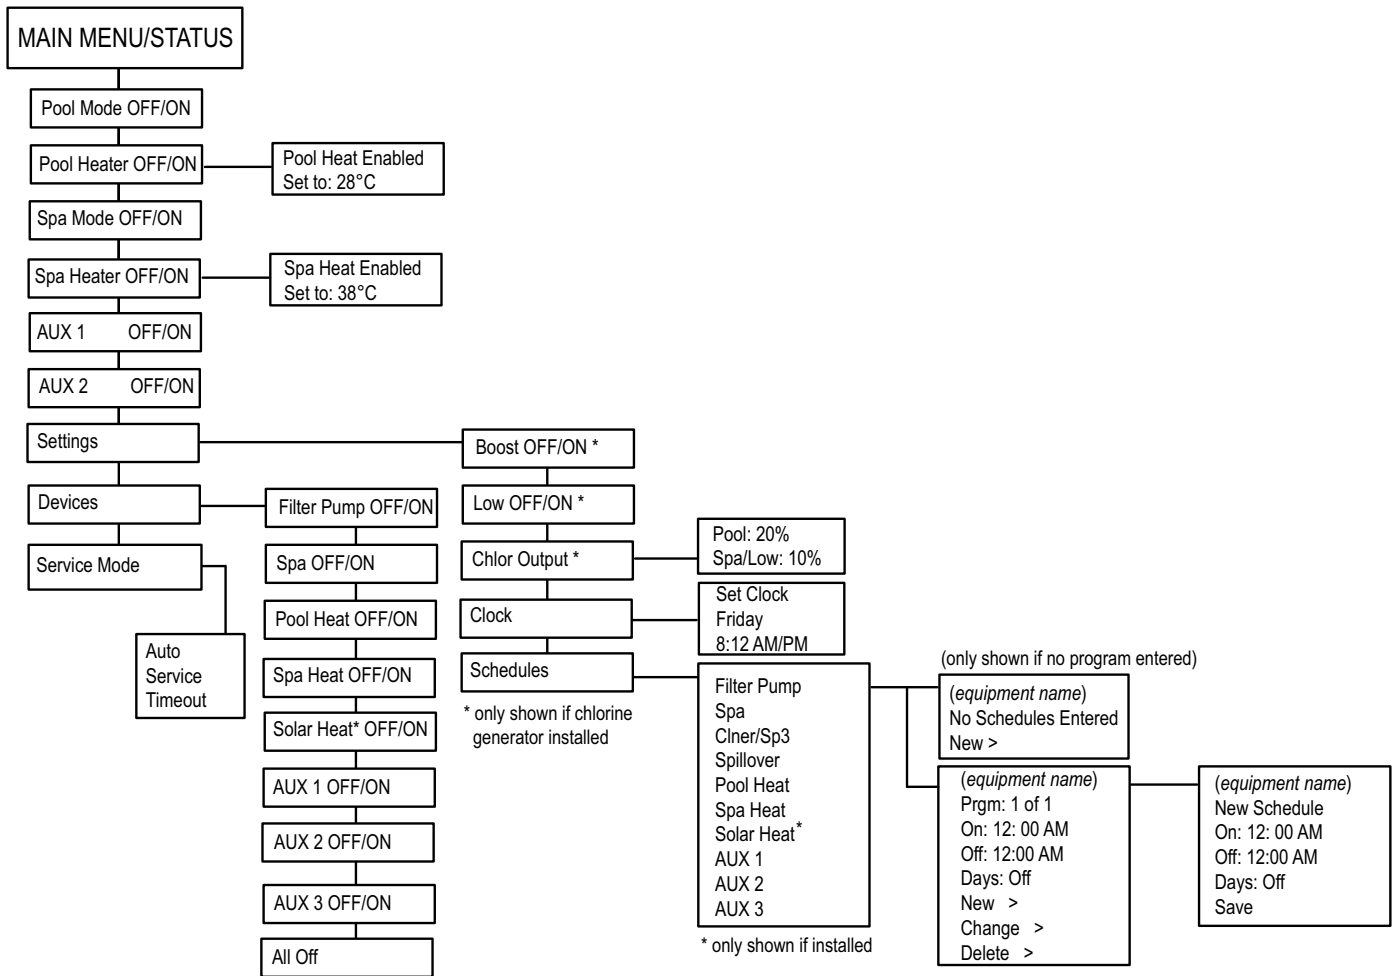 MAIN MENU/STATUS
Pool Mode OFF/ON
Pool Heater OFF/ON
Pool Heat Enabled
Set to: 28°C
Spa Mode OFF/ON
Spa Heater OFF/ON
Spa Heat Enabled
Set to: 38°C
AUX 1 OFF/ON
AUX 2 OFF/ON
Settings
Devices
Service Mode
Auto
Service
Timeout
Filter Pump OFF/ON
Spa OFF/ON
Pool Heat OFF/ON
Spa Heat OFF/ON
Solar Heat* OFF/ON
AUX 1 OFF/ON
AUX 2 OFF/ON
AUX 3 OFF/ON
All Off
Boost OFF/ON *
Low OFF/ON *
Chlor Output *
Clock
Schedules
* only shown if chlorine
generator installed
Pool: 20%
Spa/Low: 10%
Set Clock
Friday
8:12 AM/PM
Filter Pump
Spa
Clner/Sp3
Spillover
Pool Heat
Spa Heat
Solar Heat*
AUX 1
AUX 2
AUX 3
* only shown if installed
(only shown if no program entered)
(equipment name)
No Schedules Entered
New >
(equipment name)
Prgm: 1 of 1
On: 12: 00 AM
Off: 12:00 AM
Days: Off
New >
Change >
Delete >
(equipment name)
New Schedule
On: 12: 00 AM
Off: 12:00 AM
Days: Off
Save